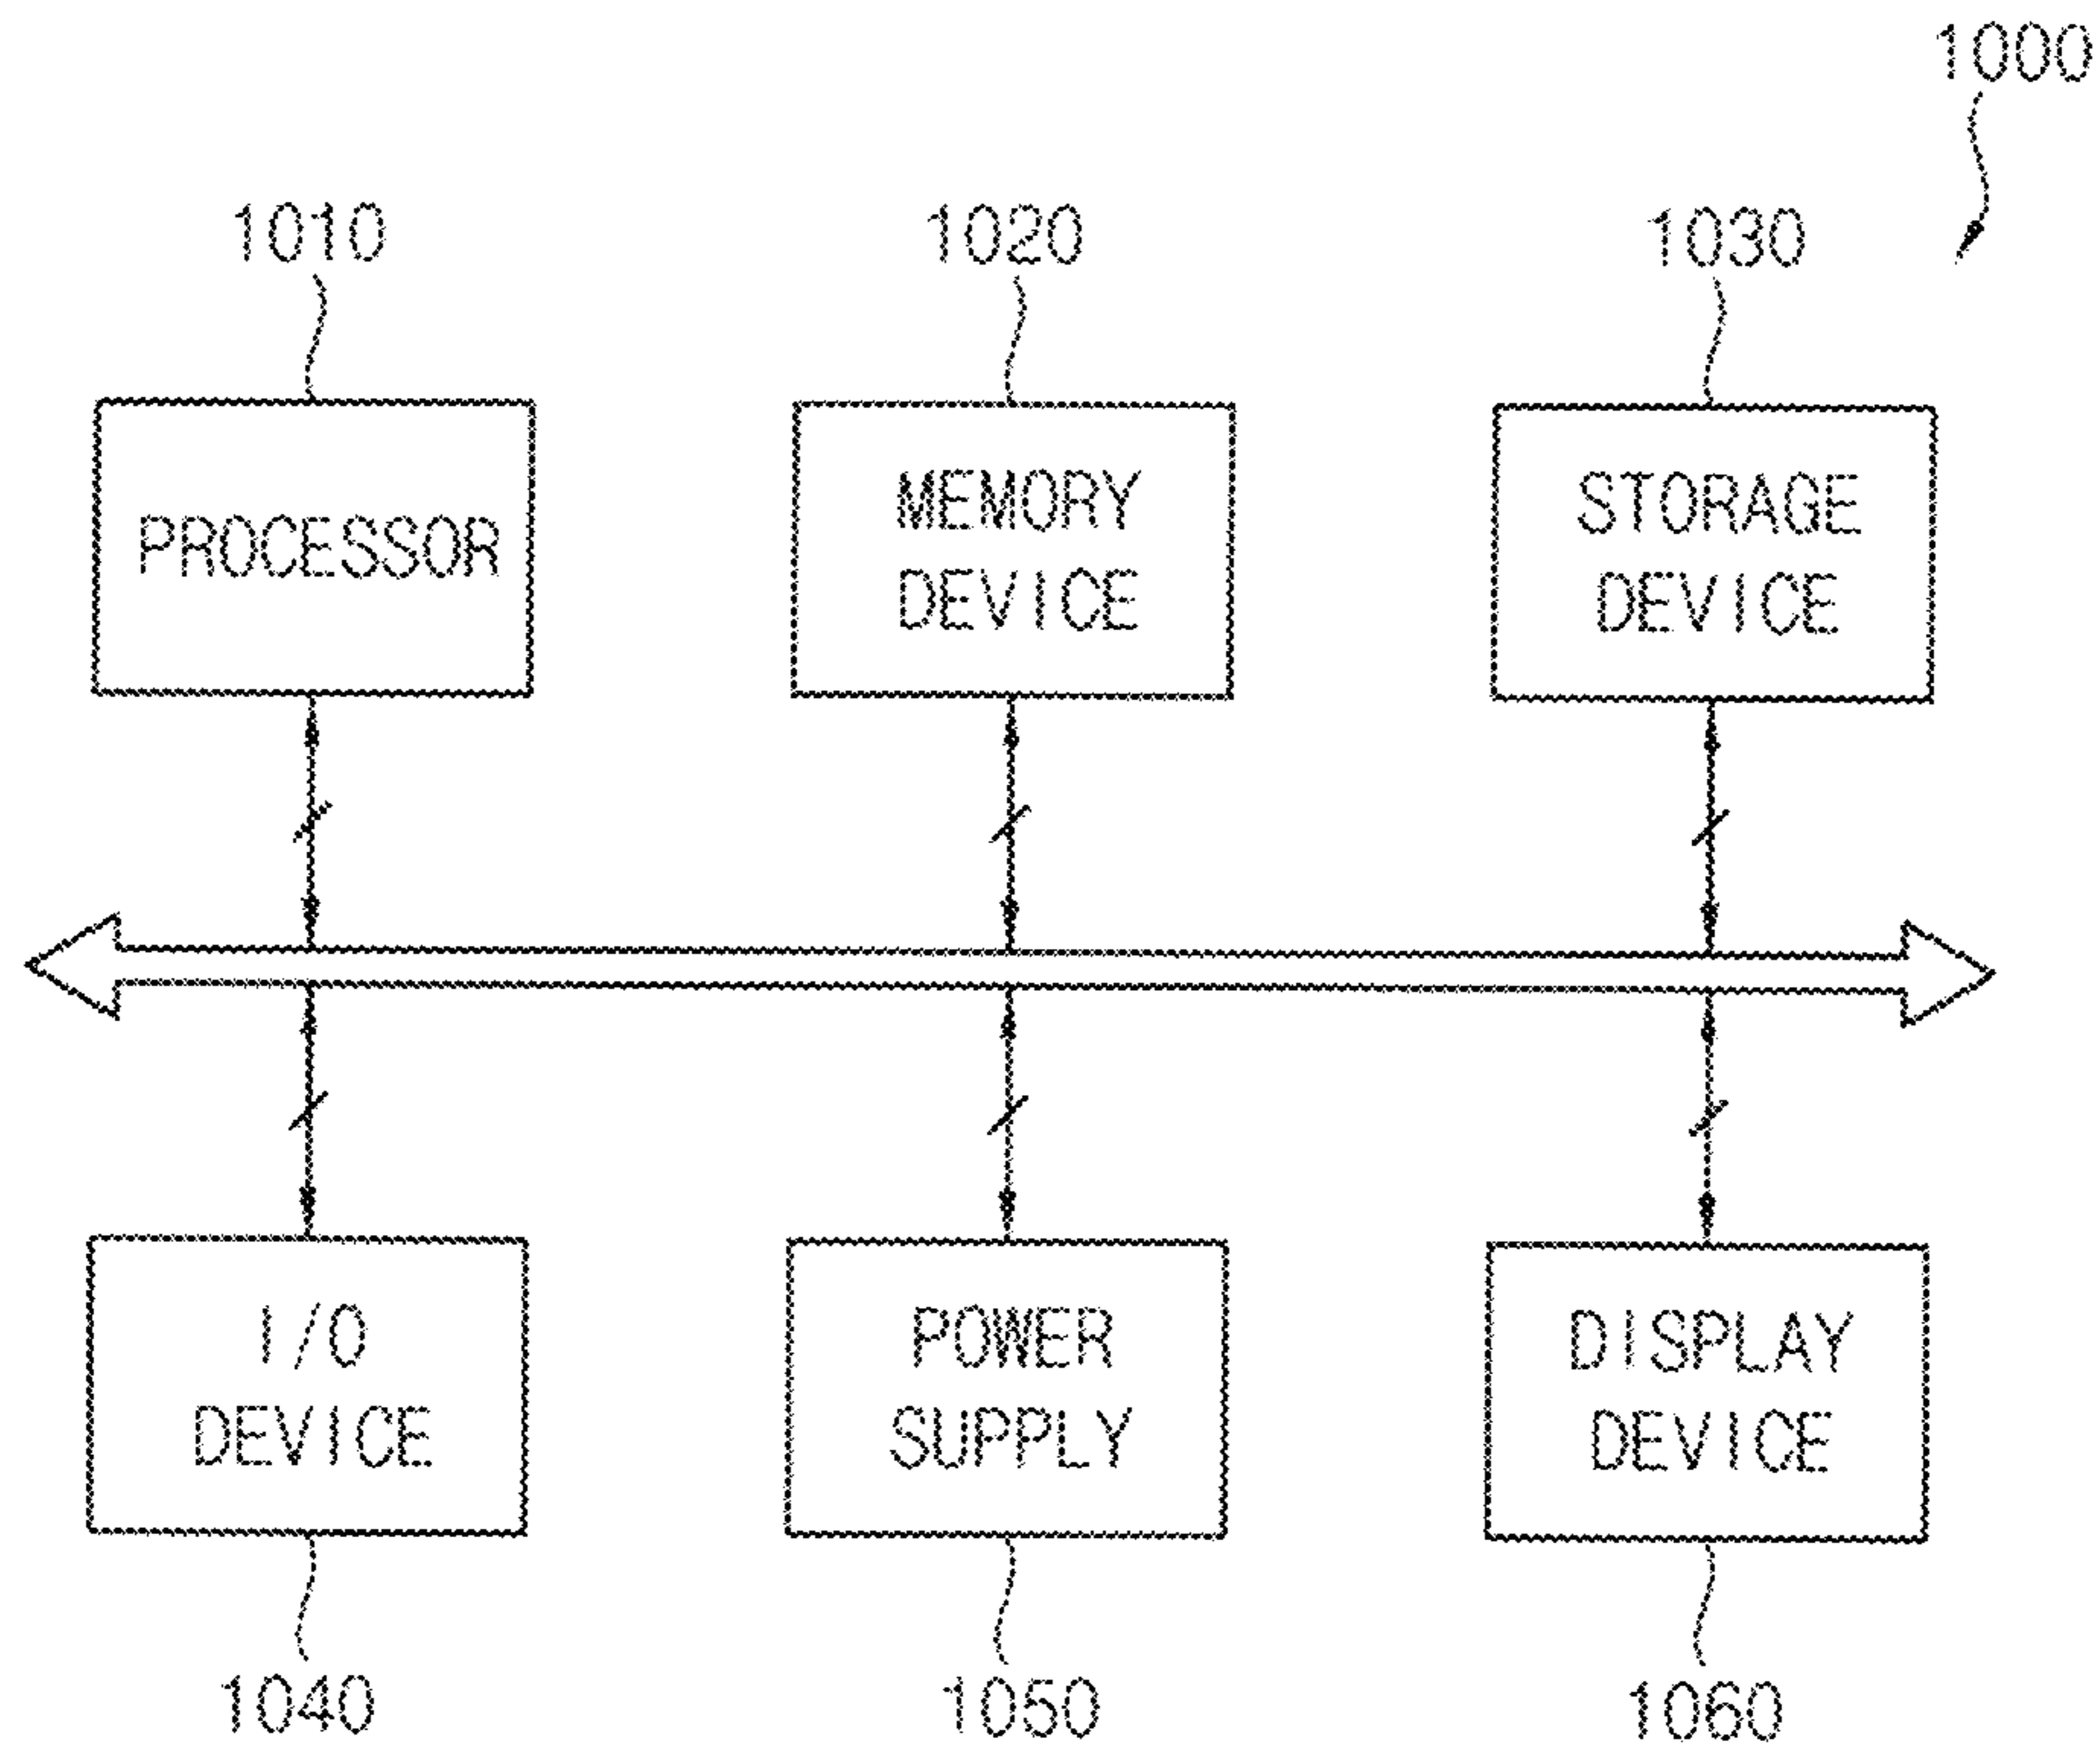 1000
1010
1020
1030
PROCESSOR
MEMORY
DEVICE
STORAGE
DEVICE
I/O
DEVICE
POWER
SUPPLY
DISPLAY
DEVICE
1040
1050
1060